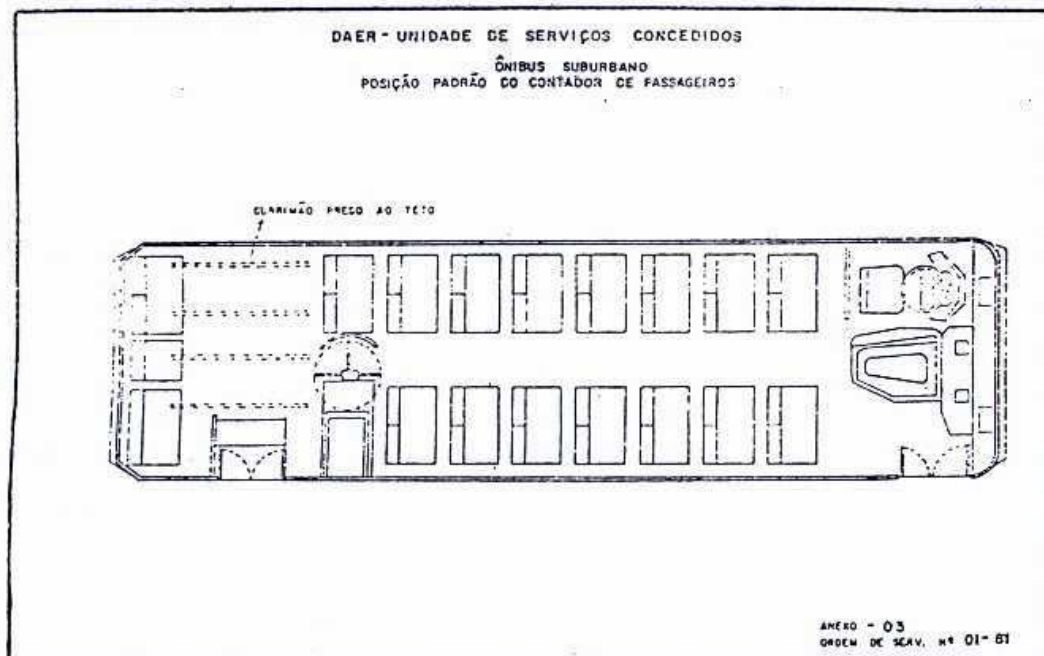 DAER - UNIDADE DE SERVIÇOS CONCEDIDOS
ÔNIBUS SUBURBANO
POSIÇÃO PADRÃO DO CONTADOR DE PASSAGEIROS
CORRIMÃO PRESO AO TETO
ANEXO - 03
ORDEM DE SERV. Nº 01-81